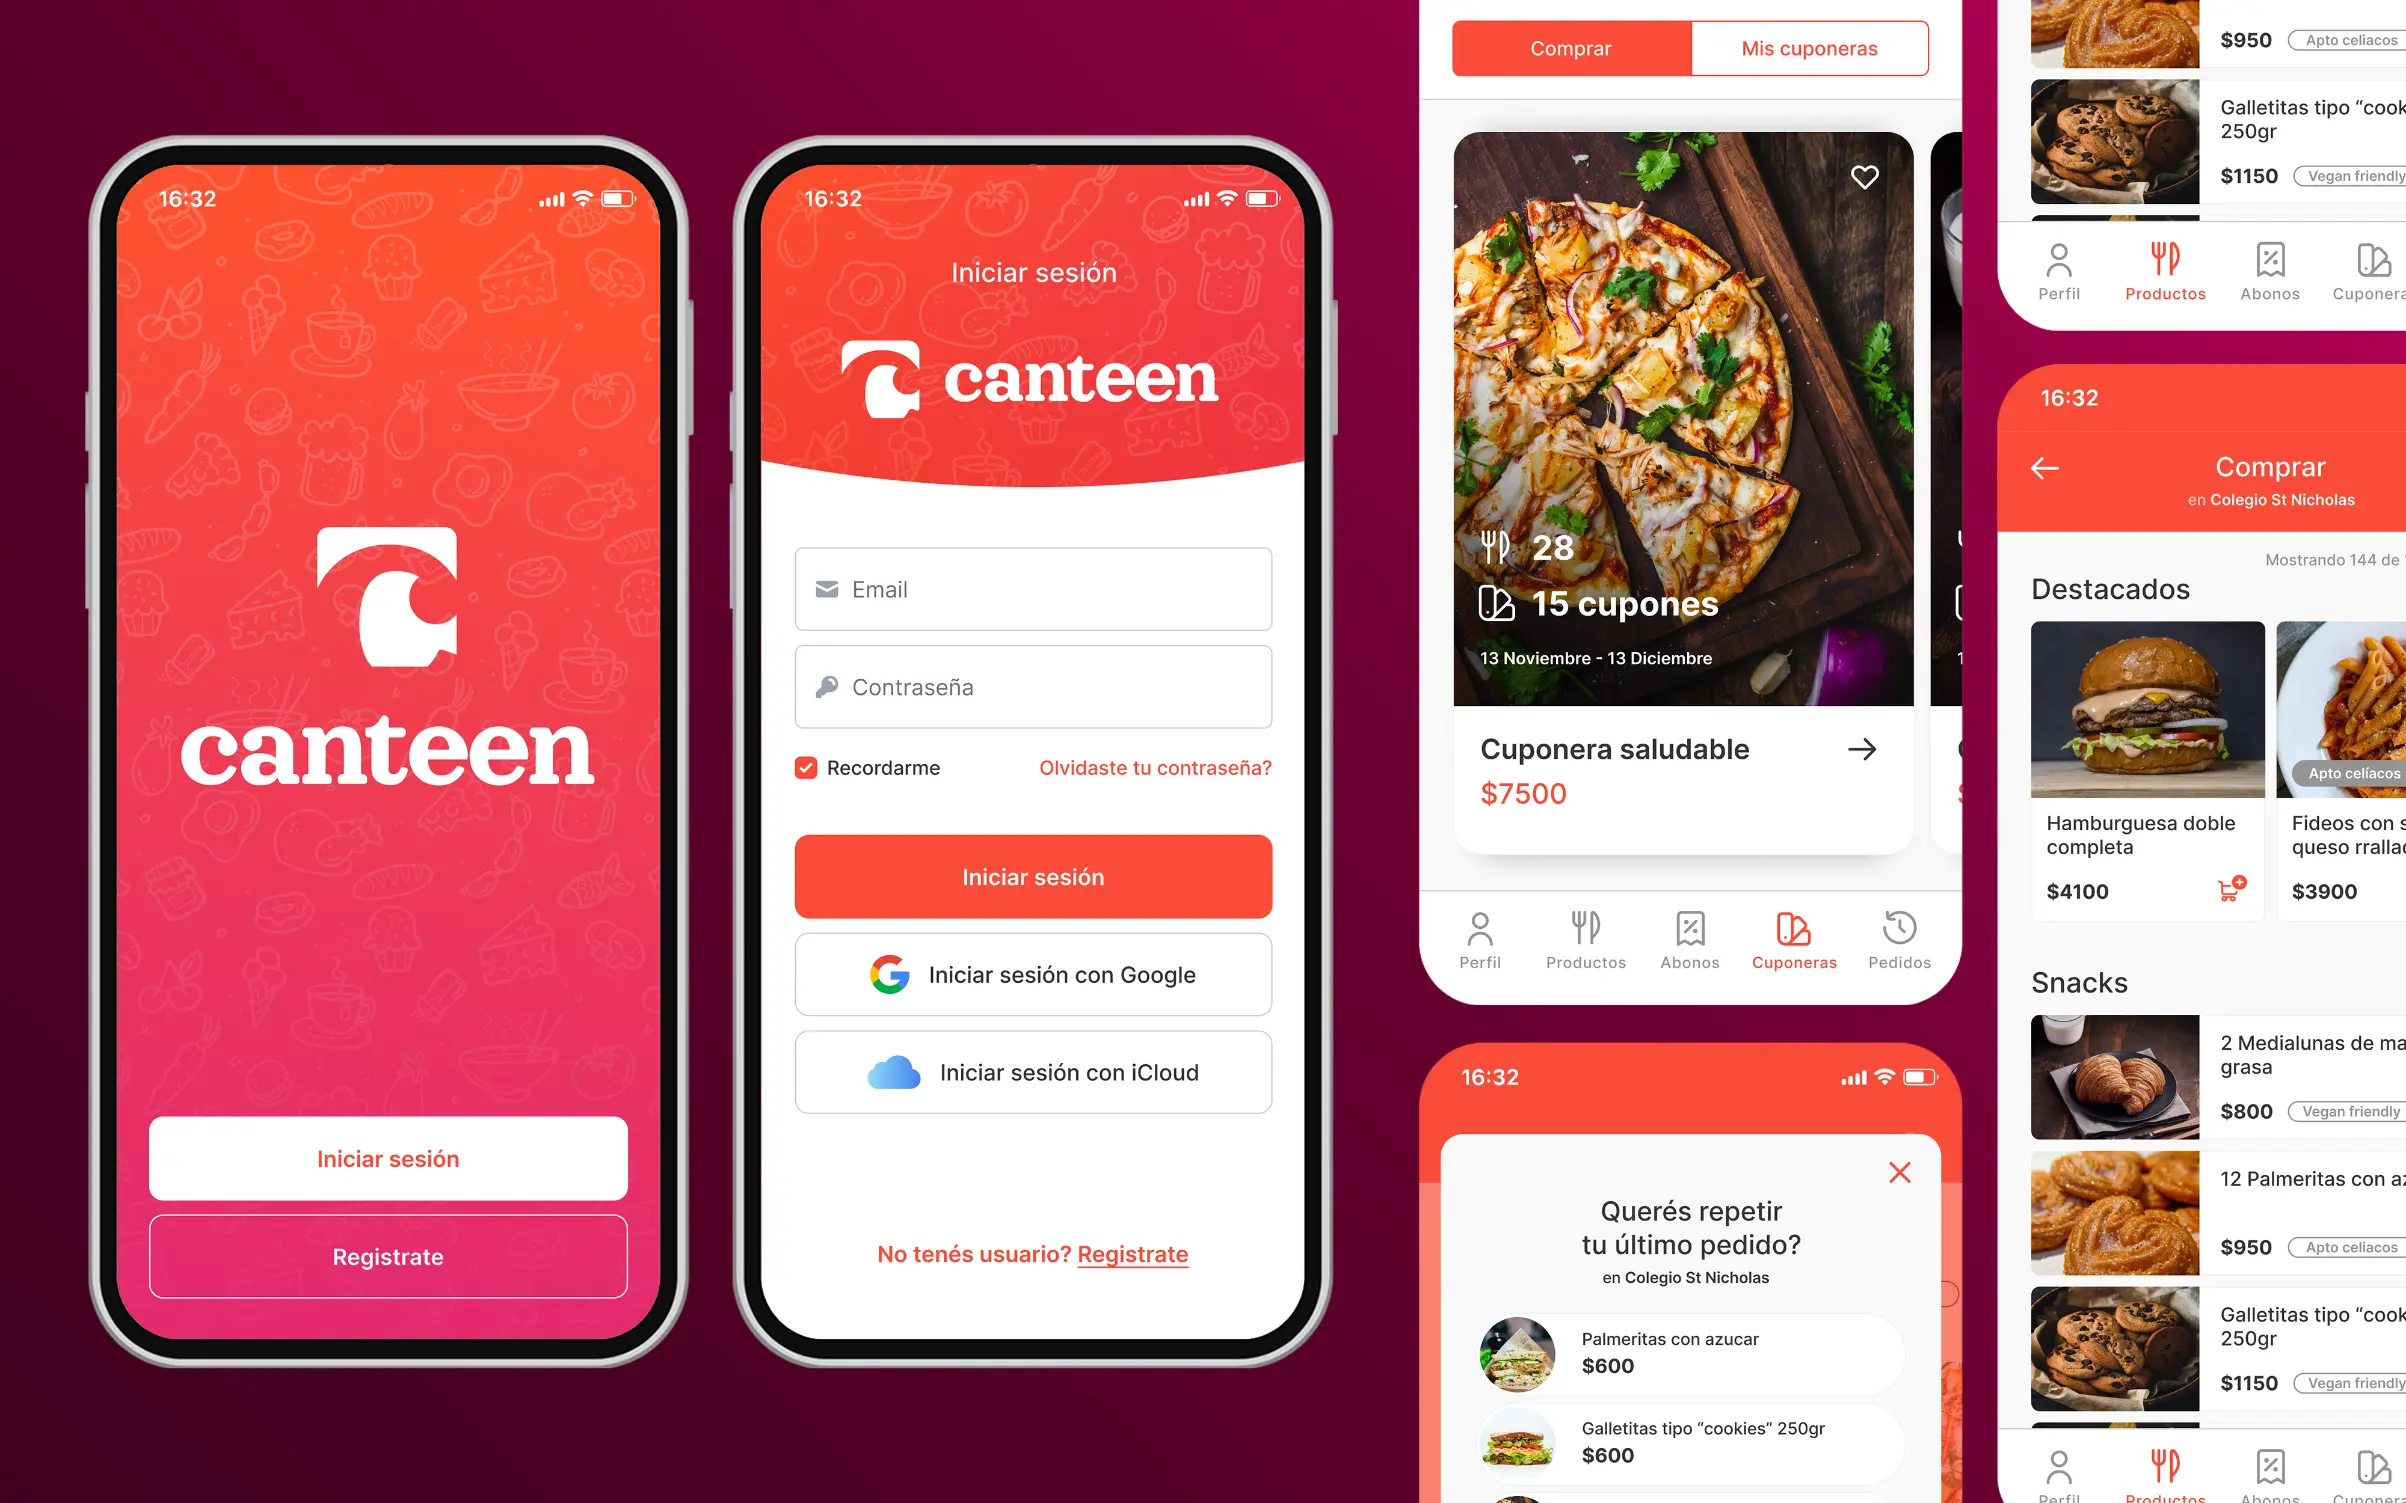 16:32
canteen
Iniciar sesión
Registrate
16:32
Iniciar sesión
canteen
Email
Contraseña
Recordarme
Olvidaste tu contraseña?
Iniciar sesión
Iniciar sesión con Google
Iniciar sesión con iCloud
No tenés usuario? Registrate
Comprar
Mis cuponeras
28
15 cupones
13 Noviembre - 13 Diciembre
Cuponera saludable
$7500
Perfil
Productos
Abonos
Cuponeras
Pedidos
16:32
Querés repetir
tu último pedido?
en Colegio St Nicholas
Palmeritas con azucar
$600
Galletitas tipo “cookies” 250gr
$600
$950
Apto celiacos
Galletitas tipo “cook
250gr
$1150
Vegan friendly
Perfil
Productos
Abonos
Cuponera
16:32
Comprar
en Colegio St Nicholas
Mostrando 144 de
Destacados
Hamburguesa doble
completa
$4100
Apto celíacos
Fideos con s
queso rralla
$3900
Snacks
2 Medialunas de ma
grasa
$800
Vegan friendly
12 Palmeritas con a
$950
Apto celiacos
Galletitas tipo “cook
250gr
$1150
Vegan friendly
Perfil
Productos
Abonos
Cuponera